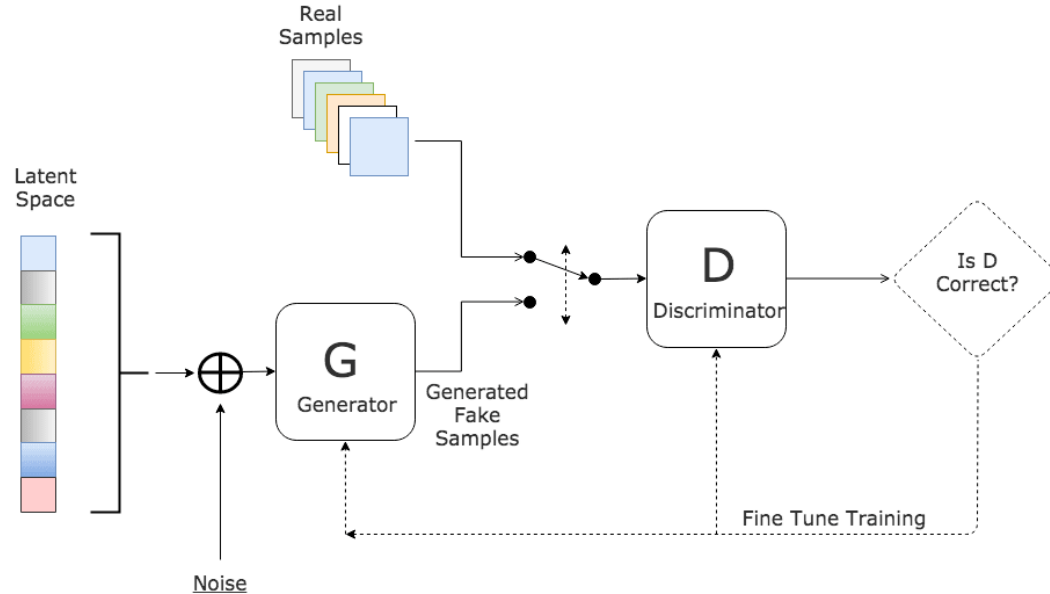 Real
Samples
Latent
Space
D
Discriminator
Is D
Correct?
G
Generator
Generated
Fake
Samples
Fine Tune Training
Noise